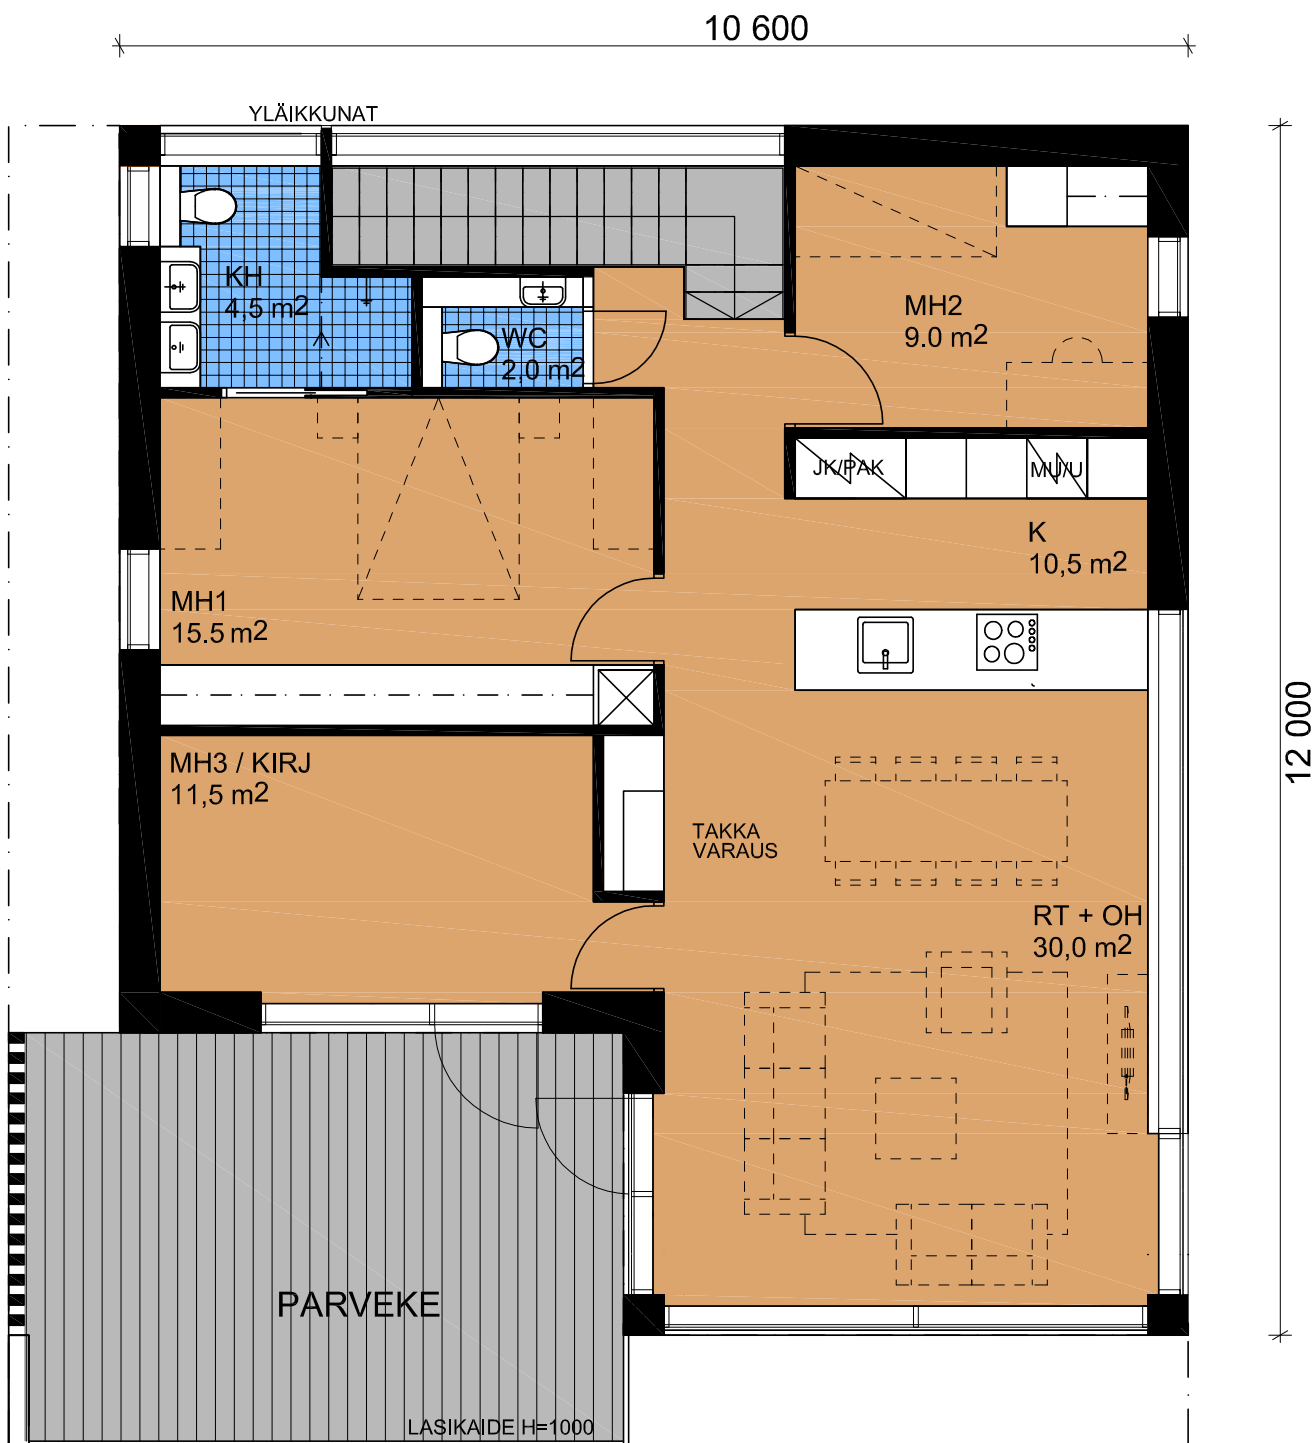 10 600
YLÄIKKUNAT
KH
4,5 m2
WC
2,0 m2
MH2
9.0 m2
JK/PAK
MU/U
K
10,5 m2
MH1
15.5 m2
12 000
MH3 / KIRJ
11,5 m2
TAKKA
VARAUS
RT + OH
30,0 m2
PARVEKE
LASIKAIDE H=1000